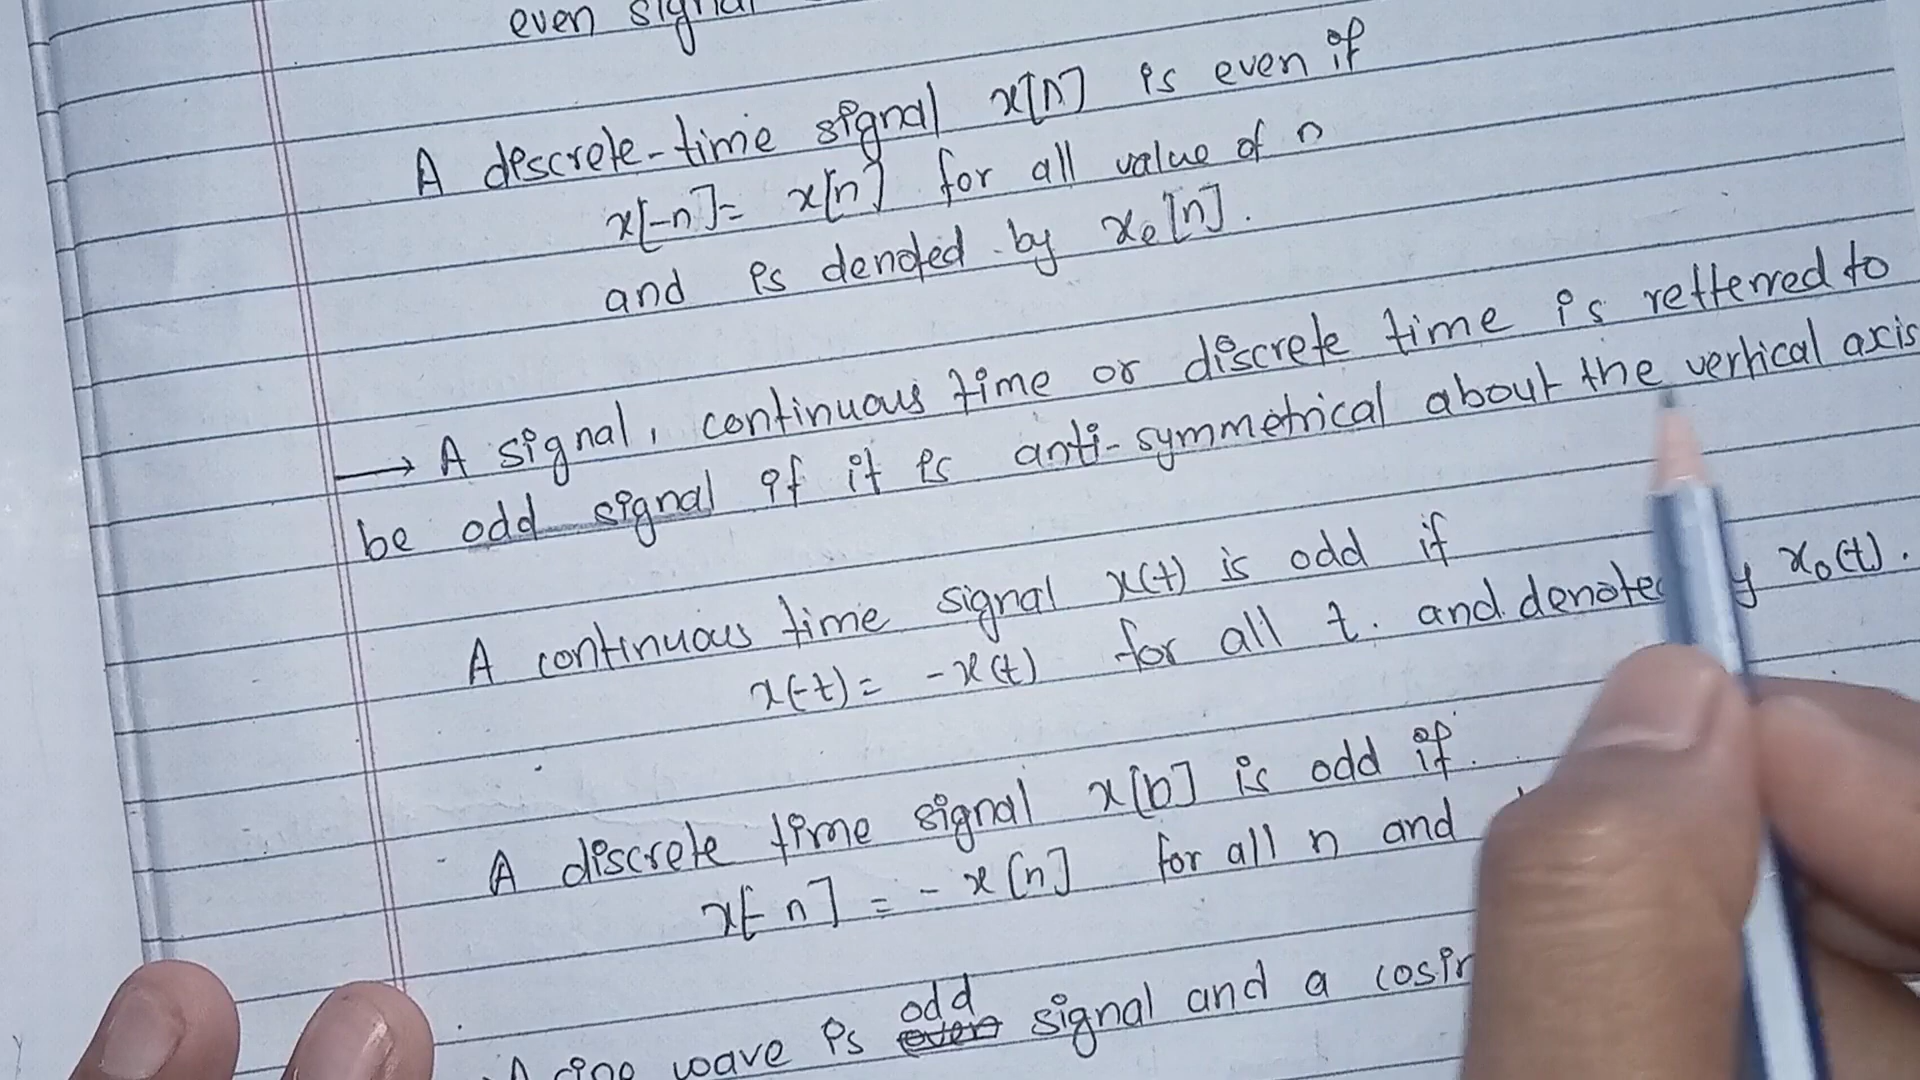 even signal
A discrete-time signal x[n] is even if
x[-n] = x[n] for all value of n
and is denoted by xe[n].
→ A signal, continuous time or discrete time is refferred to
be odd signal if it is anti-symmetrical about the vertical axis
A continuous time signal x(t) is odd if
x(-t) = -x(t) for all t. and denoted y xo(t).
A discrete time signal x[n] is odd if
x[-n] = -x[n] for all n and
A sine wave is odd signal and a